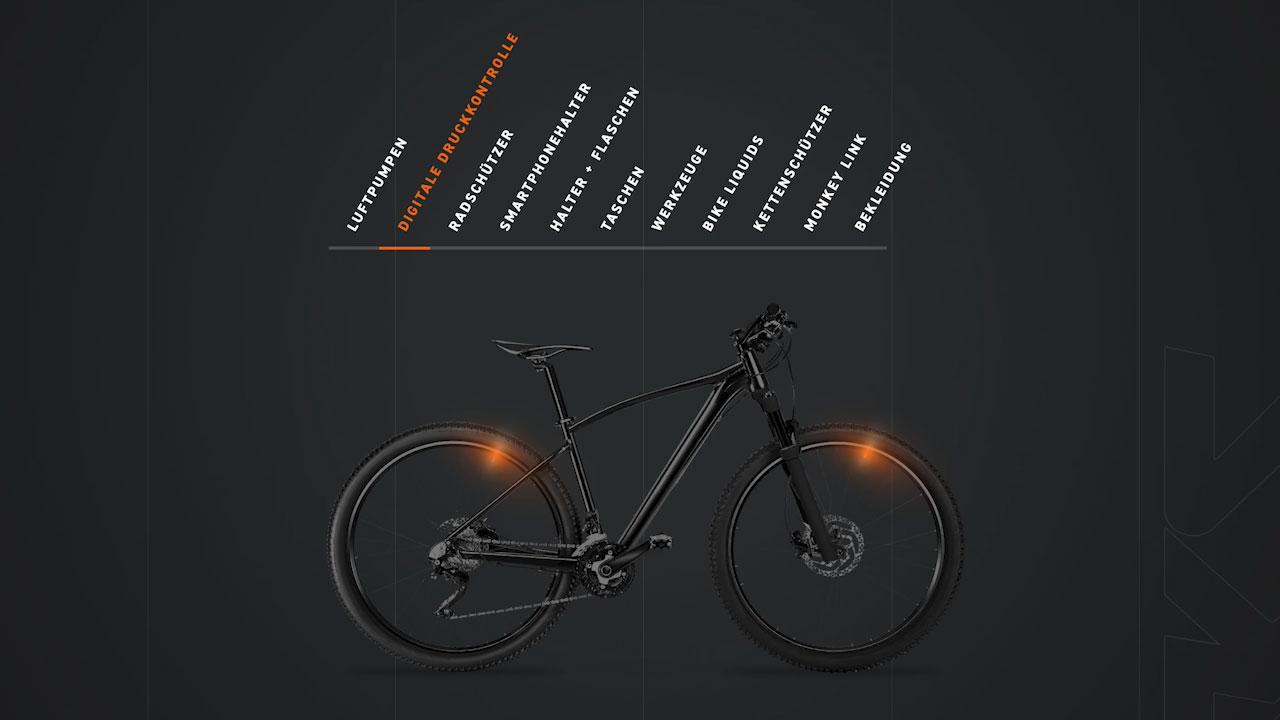 LUFTPUMPEN
DIGITALE DRUCKKONTROLLE
RADSCHÜTZER
SMARTPHONEHALTER
HALTER + FLASCHEN
TASCHEN
WERKZEUGE
BIKE LIQUIDS
KETTENSCHÜTZER
MONKEY LINK
BEKLEIDUNG